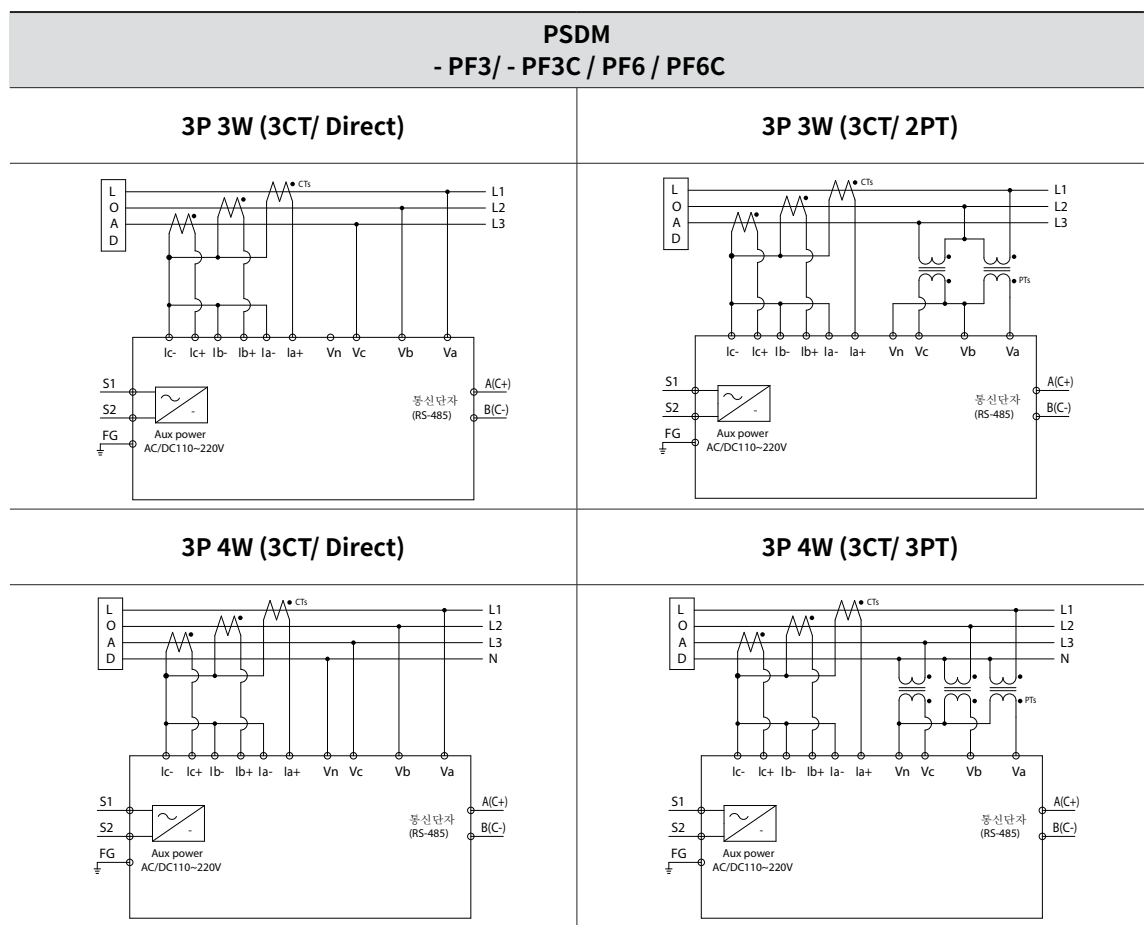 PSDM
- PF3/ - PF3C / PF6 / PF6C
3P 3W (3CT/ Direct)
L
O
A
D
CTs
L1
L2
L3
Ic-
Ic+
Ib-
Ib+
Ia-
Ia+
Vn
Vc
Vb
Va
S1
S2
FG
Aux power
AC/DC110~220V
통신단자
(RS-485)
A(C+)
B(C-)
3P 3W (3CT/ 2PT)
L
O
A
D
CTs
L1
L2
L3
PTs
Ic-
Ic+
Ib-
Ib+
Ia-
Ia+
Vn
Vc
Vb
Va
S1
S2
FG
Aux power
AC/DC110~220V
통신단자
(RS-485)
A(C+)
B(C-)
3P 4W (3CT/ Direct)
L
O
A
D
CTs
L1
L2
L3
N
Ic-
Ic+
Ib-
Ib+
Ia-
Ia+
Vn
Vc
Vb
Va
S1
S2
FG
Aux power
AC/DC110~220V
통신단자
(RS-485)
A(C+)
B(C-)
3P 4W (3CT/ 3PT)
L
O
A
D
CTs
L1
L2
L3
N
PTs
Ic-
Ic+
Ib-
Ib+
Ia-
Ia+
Vn
Vc
Vb
Va
S1
S2
FG
Aux power
AC/DC110~220V
통신단자
(RS-485)
A(C+)
B(C-)